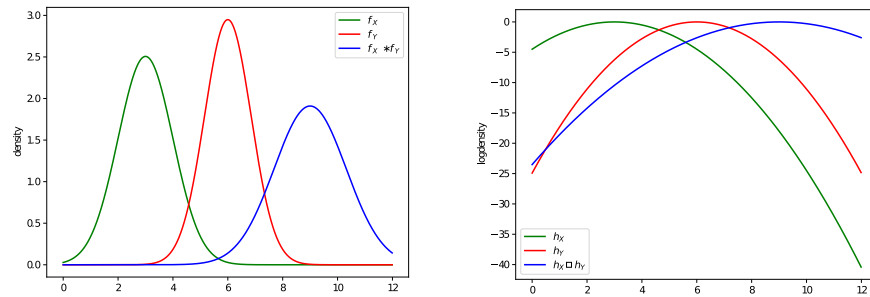 density
3.0
2.5
2.0
1.5
1.0
0.5
0.0
0 2 4 6 8 10 12
f_X
f_Y
f_X ∗ f_Y
logdensity
0
−5
−10
−15
−20
−25
−30
−35
−40
0 2 4 6 8 10 12
h_X
h_Y
h_X □ h_Y